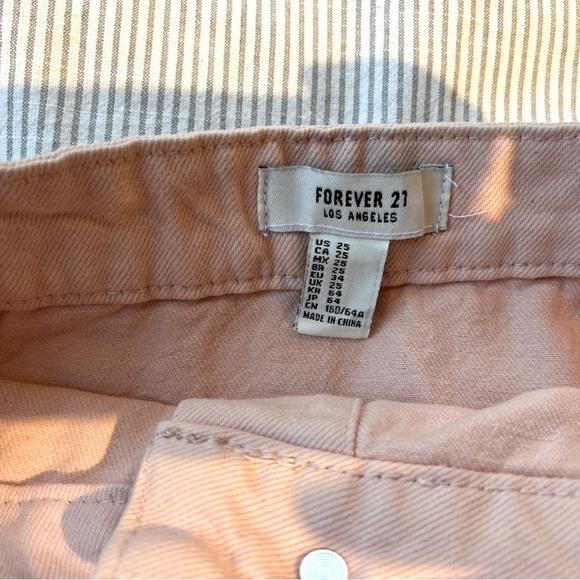 FOREVER 21
LOS ANGELES
US 25
CA 25
MX 25
BR 25
EU 34
UK 25
KR 64
JP 64
CN 160/64A
MADE IN CHINA